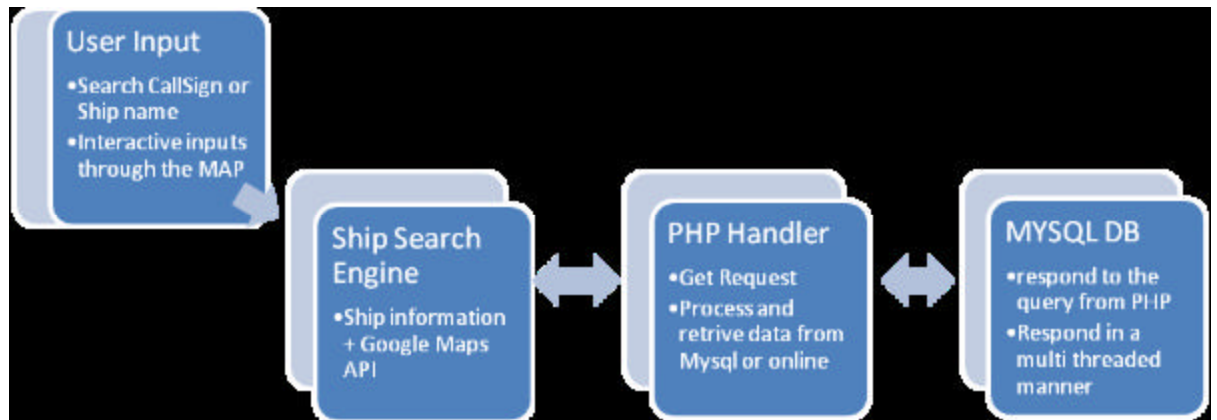 User Input
•Search CallSign or
Ship name
•Interactive inputs
through the MAP
Ship Search
Engine
•Ship information
+ Google Maps
API
PHP Handler
•Get Request
•Process and
retrive data from
Mysql or online
MYSQL DB
•respond to the
query from PHP
•Respond in a
multi threaded
manner